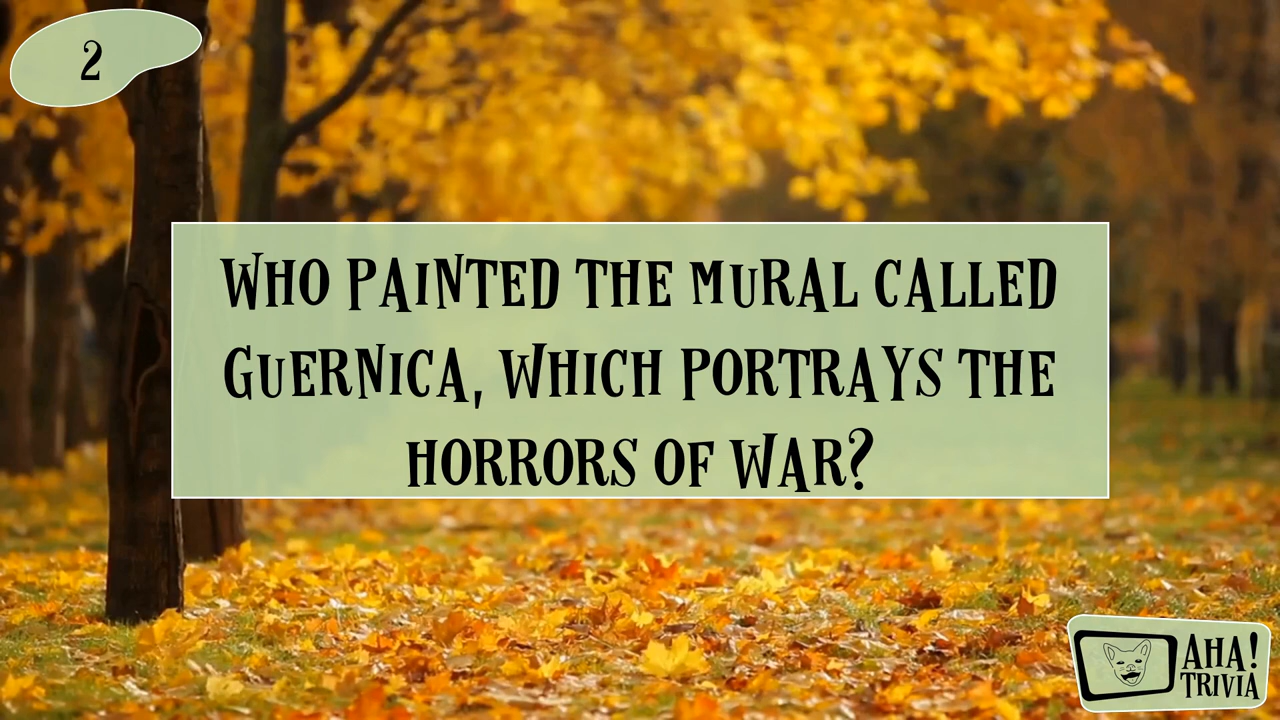 2
WHO PAINTED THE MURAL CALLED
GUERNICA, WHICH PORTRAYS THE
HORRORS OF WAR?
AHA!
TRIVIA